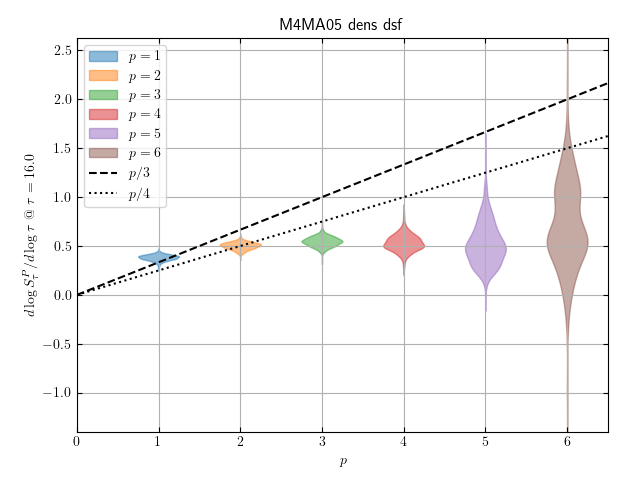 M4MA05 dens dsf
2.5
2.0
1.5
1.0
0.5
0.0
−0.5
−1.0
d log S_τ^P / d log τ @ τ = 16.0
p = 1
p = 2
p = 3
p = 4
p = 5
p = 6
p/3
p/4
0 1 2 3 4 5 6
p